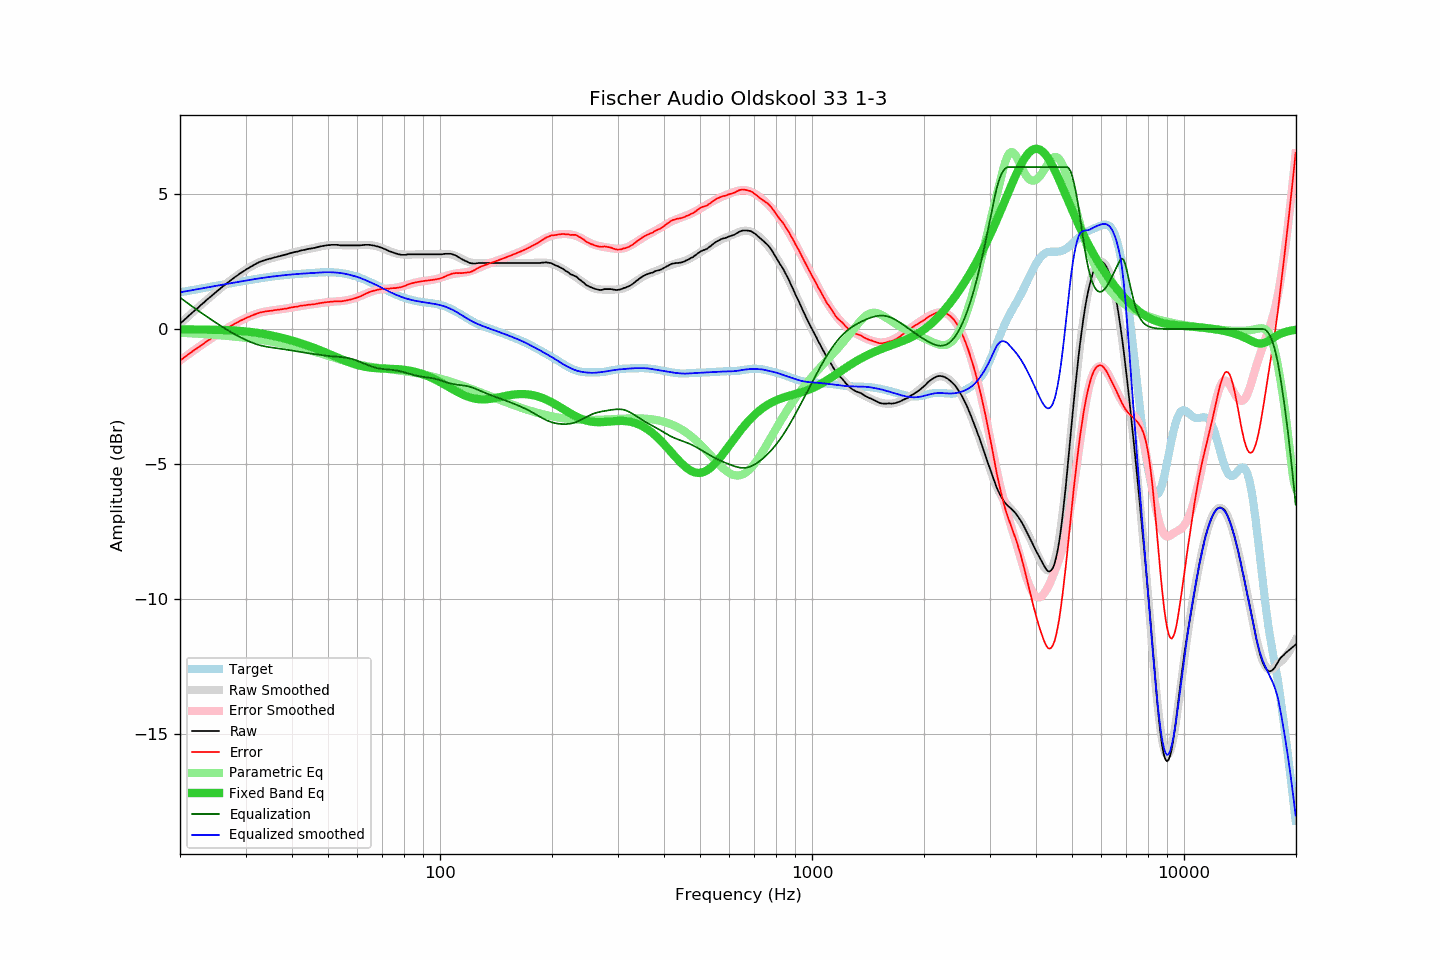 Fischer Audio Oldskool 33 1-3
Amplitude (dBr)
5
0
−5
−10
−15
Target
Raw Smoothed
Error Smoothed
Raw
Error
Parametric Eq
Fixed Band Eq
Equalization
Equalized smoothed
100
1000
10000
Frequency (Hz)